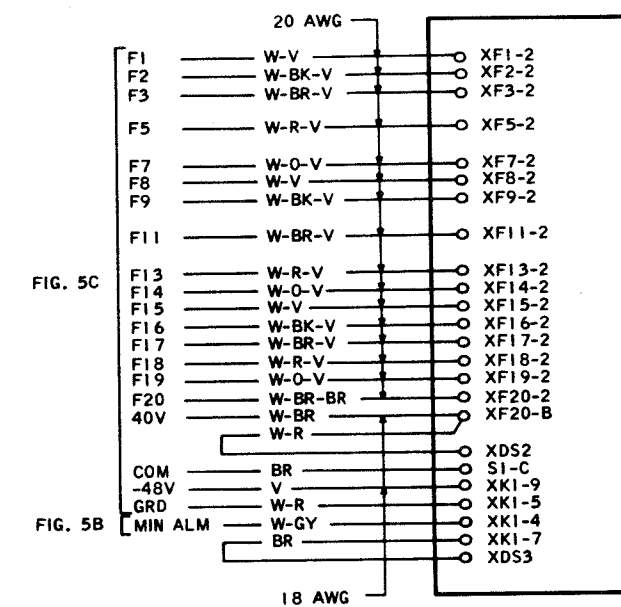 20 AWG
F1 W-V XF1-2
F2 W-BK-V XF2-2
F3 W-BR-V XF3-2
F5 W-R-V XF5-2
F7 W-O-V XF7-2
F8 W-V XF8-2
F9 W-BK-V XF9-2
F11 W-BR-V XF11-2
F13 W-R-V XF13-2
FIG. 5C
F14 W-O-V XF14-2
F15 W-V XF15-2
F16 W-BK-V XF16-2
F17 W-BR-V XF17-2
F18 W-R-V XF18-2
F19 W-O-V XF19-2
F20 W-BR-BR XF20-2
40V W-BR XF20-B
W-R
XDS2
COM BR S1-C
-48V V XK1-9
GRD W-R XK1-5
FIG. 5B MIN ALM W-GY XK1-4
BR XK1-7
XDS3
18 AWG